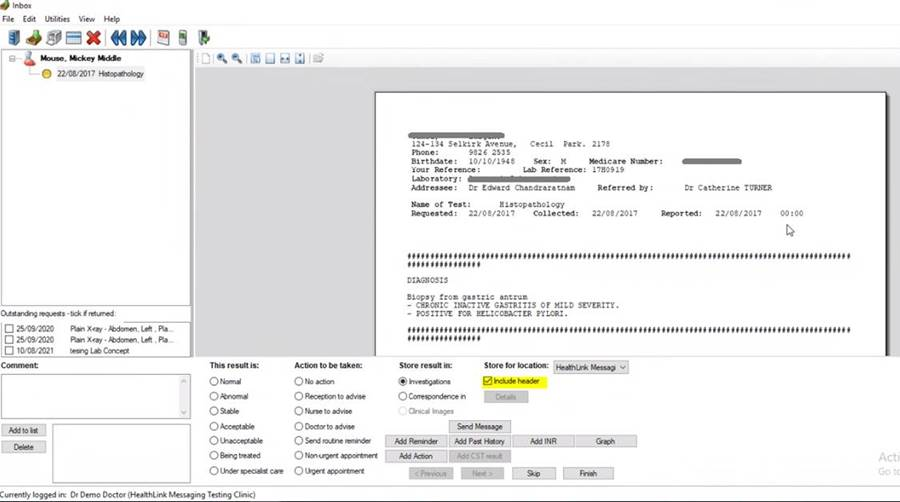 Inbox
File Edit Utilities View Help
Mouse, Mickey Middle
22/08/2017 Histopathology
Outstanding requests - tick if returned:
25/09/2020 Plain X-ray - Abdomen, Left , Pla...
25/09/2020 Plain X-ray - Abdomen, Left , Pla...
10/08/2021 tesing Lab Concept
124-134 Selkirk Avenue, Cecil Park. 2178
Phone: 9826 2535
Birthdate: 10/10/1948 Sex: M Medicare Number:
Your Reference: Lab Reference: 17H0919
Laboratory:
Addressee: Dr Edward Chandraratnam Referred by: Dr Catherine TURNER
Name of Test: Histopathology
Requested: 22/08/2017 Collected: 22/08/2017 Reported: 22/08/2017 00:00
DIAGNOSIS
Biopsy from gastric antrum
- CHRONIC INACTIVE GASTRITIS OF MILD SEVERITY.
- POSITIVE FOR HELICOBACTER PYLORI.
Comment:
Add to list
Delete
This result is:
Normal
Abnormal
Stable
Acceptable
Unacceptable
Being treated
Under specialist care
Action to be taken:
No action
Reception to advise
Nurse to advise
Doctor to advise
Send routine reminder
Non-urgent appointment
Urgent appointment
Store result in:
Investigations
Correspondence in
Clinical Images
Store for location: HealthLink Messagi
Include header
Details
Send Message
Add Reminder Add Past History Add INR Graph
Add Action Add CST result
< Previous Next > Skip Finish
Acti
Go to
Currently logged in: Dr Demo Doctor (HealthLink Messaging Testing Clinic)